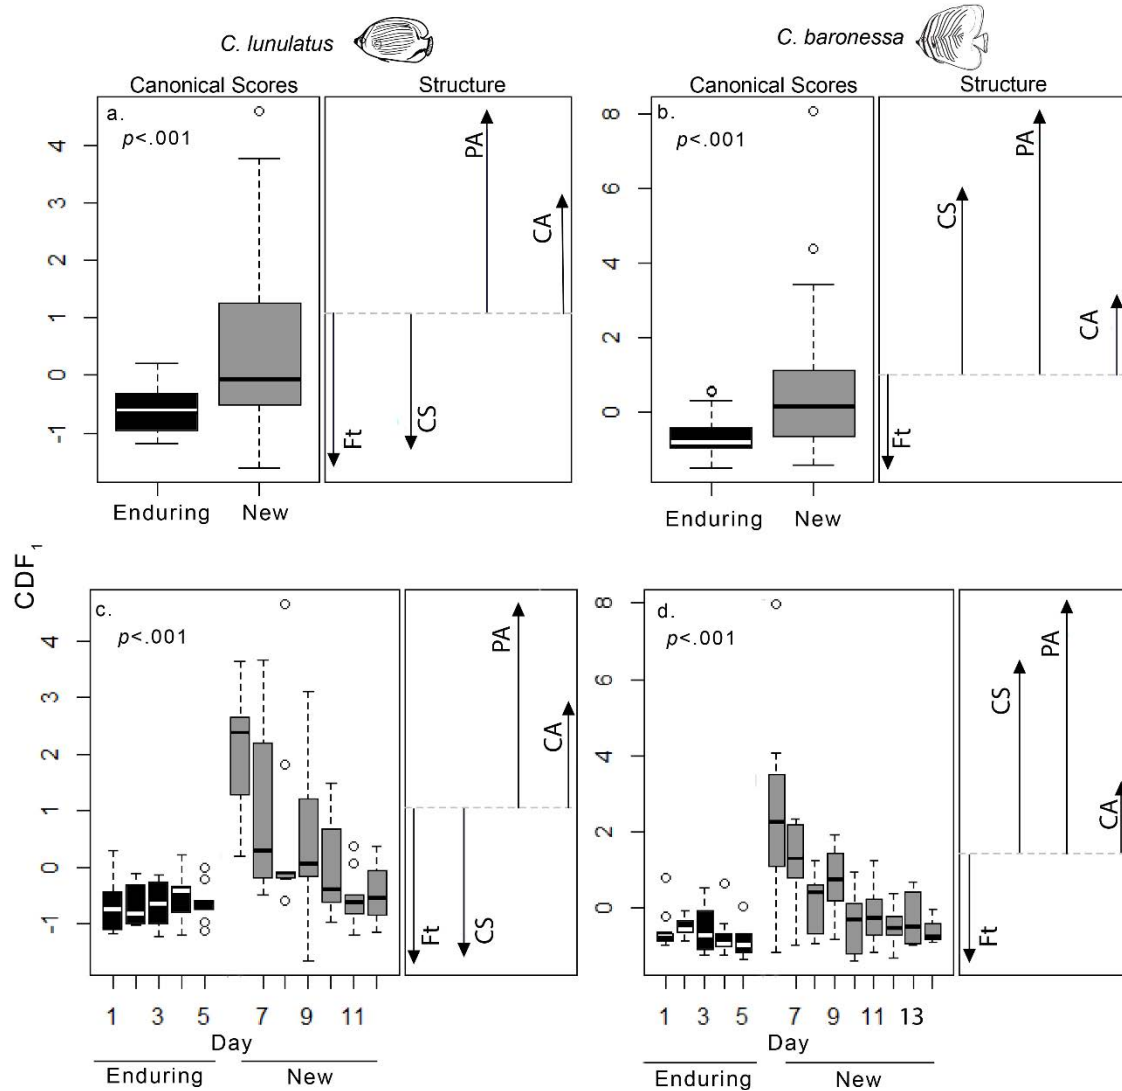 C. lunulatus
C. baronessa
Canonical Scores Structure
Canonical Scores Structure
a.
p<.001
4
3
2
1
0
-1
PA
CA
Ft
CS
Enduring New
b.
p<.001
8
6
4
2
0
CS
PA
CA
Ft
Enduring New
CDF1
c.
p<.001
4
3
2
1
0
-1
PA
CA
Ft
CS
1 3 5 7 9 11
Day
Enduring New
d.
p<.001
8
6
4
2
0
CS
PA
CA
Ft
1 3 5 7 9 11 13
Day
Enduring New